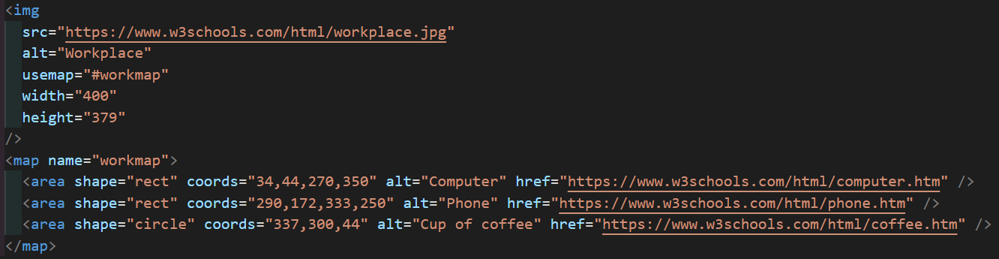 <img
src="https://www.w3schools.com/html/workplace.jpg"
alt="Workplace"
usemap="#workmap"
width="400"
height="379"
/>
<map name="workmap">
<area shape="rect" coords="34,44,270,350" alt="Computer" href="https://www.w3schools.com/html/computer.htm" />
<area shape="rect" coords="290,172,333,250" alt="Phone" href="https://www.w3schools.com/html/phone.htm" />
<area shape="circle" coords="337,300,44" alt="Cup of coffee" href="https://www.w3schools.com/html/coffee.htm" />
</map>